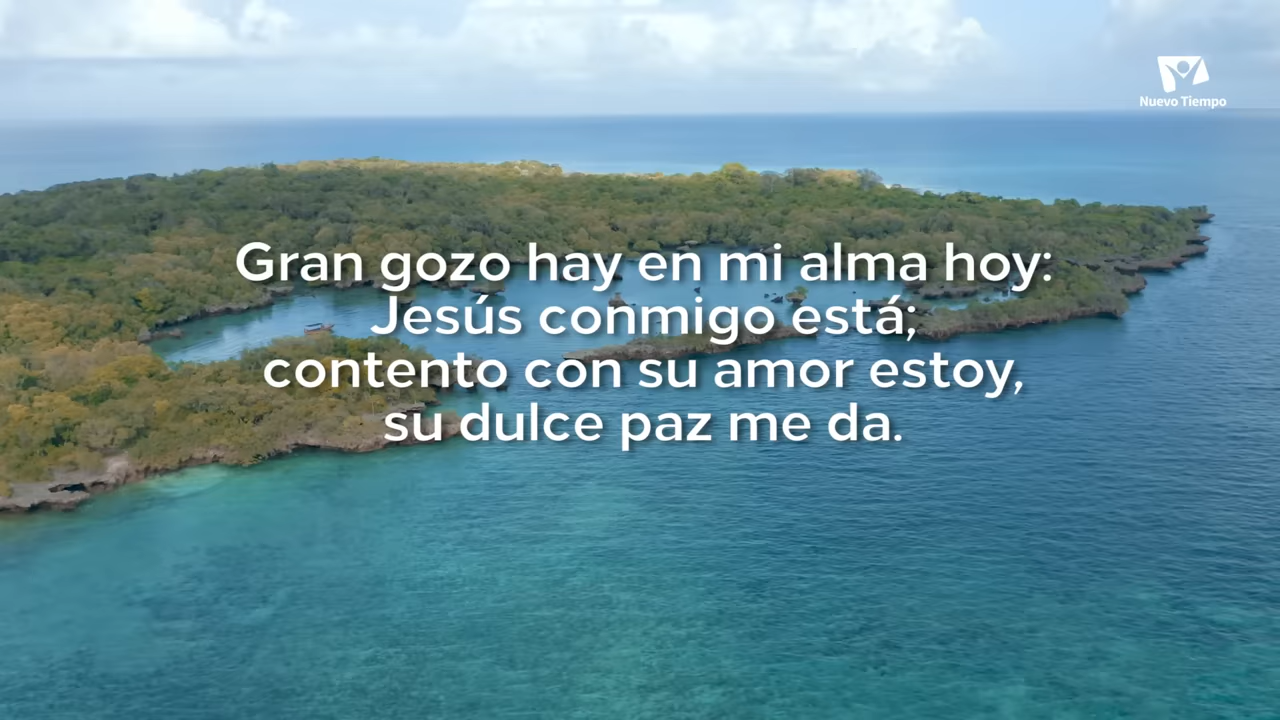 Nuevo Tiempo
Gran gozo hay en mi alma hoy:
Jesús conmigo está;
contento con su amor estoy,
su dulce paz me da.